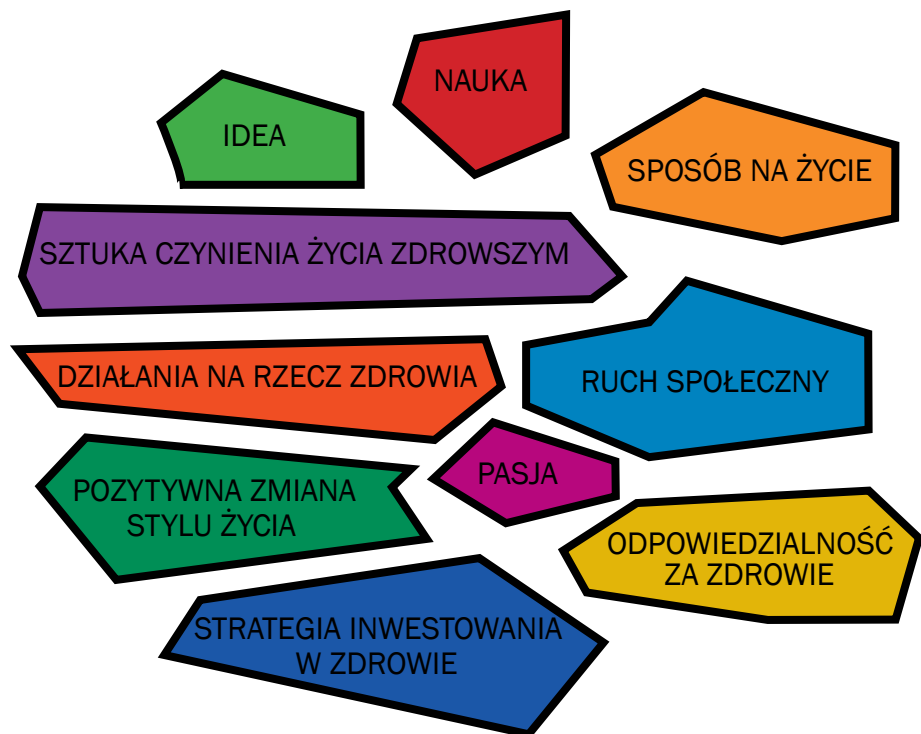 NAUKA
IDEA
SPOSÓB NA ŻYCIE
SZTUKA CZYNIENIA ŻYCIA ZDROWSZYM
DZIAŁANIA NA RZECZ ZDROWIA
RUCH SPOŁECZNY
PASJA
POZYTYWNA ZMIANA
STYLU ŻYCIA
ODPOWIEDZIALNOŚĆ
ZA ZDROWIE
STRATEGIA INWESTOWANIA
W ZDROWIE